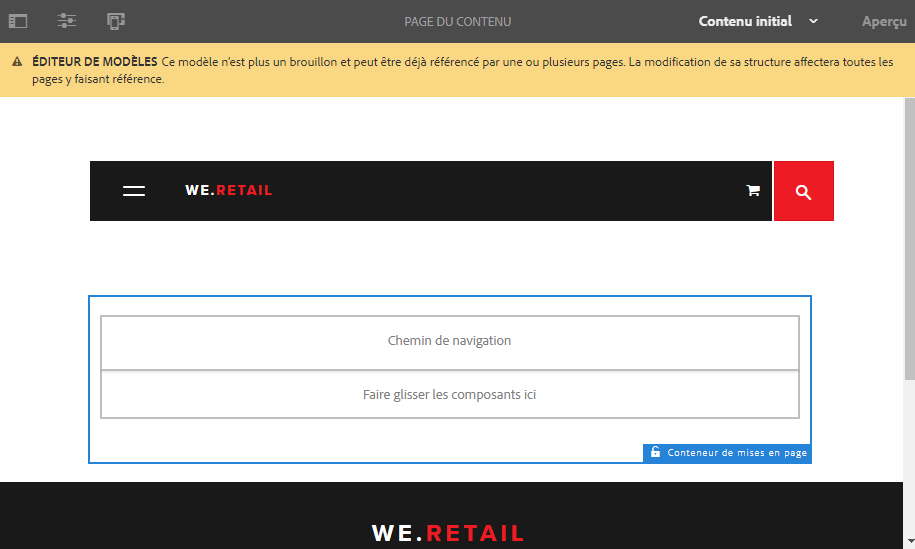 PAGE DU CONTENU
Contenu initial
Aperçu
ÉDITEUR DE MODÈLES Ce modèle n'est plus un brouillon et peut être déjà référencé par une ou plusieurs pages. La modification de sa structure affectera toutes les
pages y faisant référence.
WE.RETAIL
Chemin de navigation
Faire glisser les composants ici
Conteneur de mises en page
WE.RETAIL